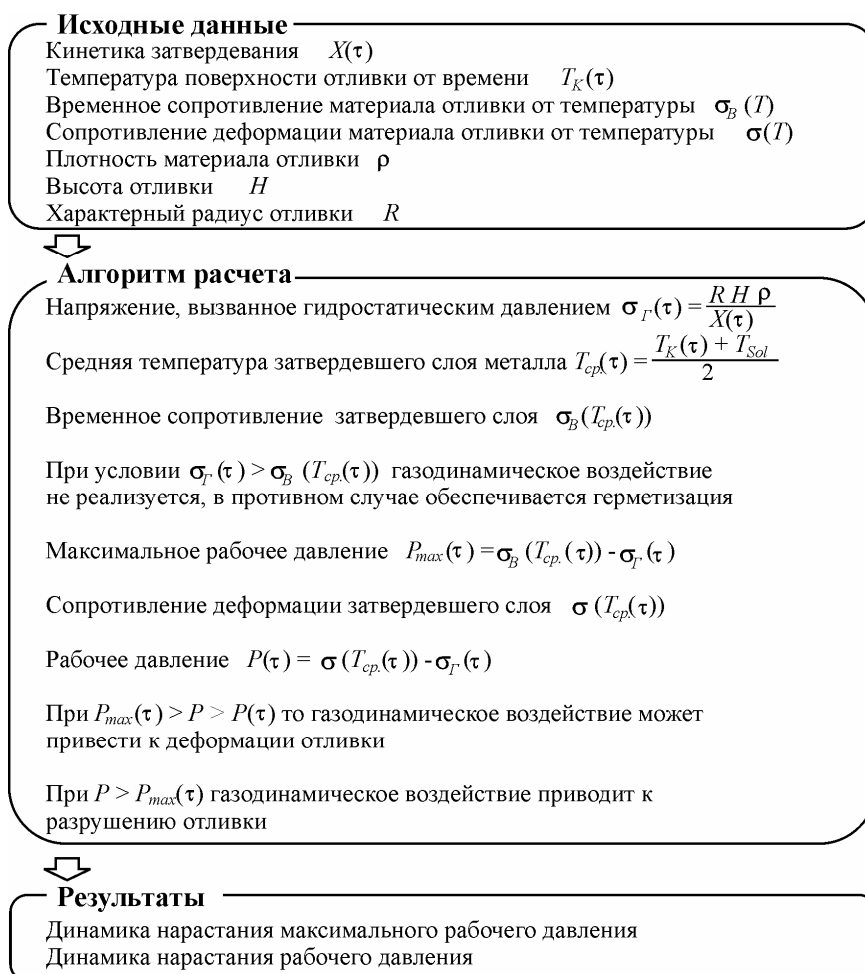 Исходные данные
Кинетика затвердевания X(τ)
Температура поверхности отливки от времени T_K(τ)
Временное сопротивление материала отливки от температуры σ_B (T)
Сопротивление деформации материала отливки от температуры σ(T)
Плотность материала отливки ρ
Высота отливки H
Характерный радиус отливки R
Алгоритм расчета
Напряжение, вызванное гидростатическим давлением σ_Г(τ) = R H ρ / X(τ)
Средняя температура затвердевшего слоя металла T_ср.(τ) = T_K(τ) + T_Sol / 2
Временное сопротивление затвердевшего слоя σ_B(T_ср.(τ))
При условии σ_Г(τ) > σ_B (T_ср.(τ)) газодинамическое воздействие
не реализуется, в противном случае обеспечивается герметизация
Максимальное рабочее давление P_max(τ) = σ_B (T_ср.(τ)) - σ_Г(τ)
Сопротивление деформации затвердевшего слоя σ (T_ср.(τ))
Рабочее давление P(τ) = σ (T_ср.(τ)) - σ_Г(τ)
При P_max(τ) > P > P(τ) то газодинамическое воздействие может
привести к деформации отливки
При P > P_max(τ) газодинамическое воздействие приводит к
разрушению отливки
Результаты
Динамика нарастания максимального рабочего давления
Динамика нарастания рабочего давления